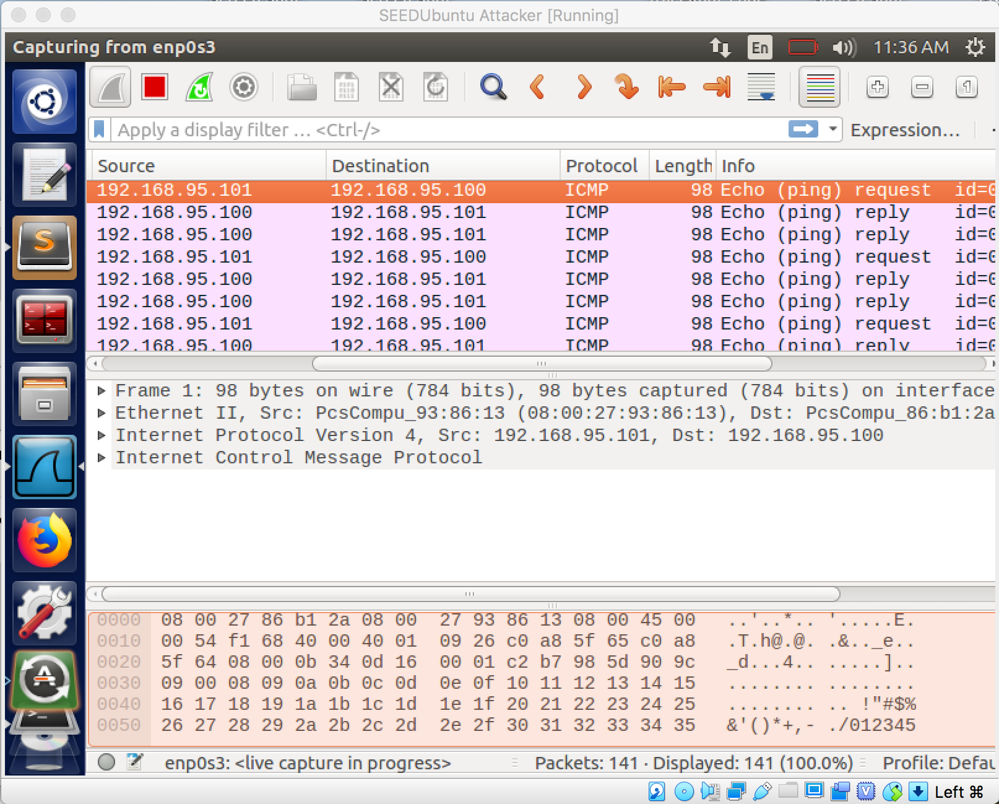 SEEDUbuntu Attacker [Running]
Capturing from enp0s3 En 11:36 AM
Apply a display filter ... <Ctrl-/> Expression...
Source Destination Protocol Length Info
192.168.95.101 192.168.95.100 ICMP 98 Echo (ping) request id=0
192.168.95.100 192.168.95.101 ICMP 98 Echo (ping) reply id=0
192.168.95.100 192.168.95.101 ICMP 98 Echo (ping) reply id=0
192.168.95.101 192.168.95.100 ICMP 98 Echo (ping) request id=0
192.168.95.100 192.168.95.101 ICMP 98 Echo (ping) reply id=0
192.168.95.100 192.168.95.101 ICMP 98 Echo (ping) reply id=0
192.168.95.101 192.168.95.100 ICMP 98 Echo (ping) request id=0
192.168.95.100 192.168.95.101 ICMP 98 Echo (ping) reply id=0
Frame 1: 98 bytes on wire (784 bits), 98 bytes captured (784 bits) on interface
Ethernet II, Src: PcsCompu_93:86:13 (08:00:27:93:86:13), Dst: PcsCompu_86:b1:2a
Internet Protocol Version 4, Src: 192.168.95.101, Dst: 192.168.95.100
Internet Control Message Protocol
0000 08 00 27 86 b1 2a 08 00 27 93 86 13 08 00 45 00 ..'..*.. '.....E.
0010 00 54 f1 68 40 00 40 01 09 26 c0 a8 5f 65 c0 a8 .T.h@.@. .&.._e..
0020 5f 64 08 00 0b 34 0d 16 00 01 c2 b7 98 5d 90 9c _d...4.. .....]..
0030 09 00 08 09 0a 0b 0c 0d 0e 0f 10 11 12 13 14 15 ........ ........
0040 16 17 18 19 1a 1b 1c 1d 1e 1f 20 21 22 23 24 25 ........ .. !"#$%
0050 26 27 28 29 2a 2b 2c 2d 2e 2f 30 31 32 33 34 35 &'()*+,- ./012345
enp0s3: <live capture in progress> Packets: 141 · Displayed: 141 (100.0%) Profile: Defau
Left ⌘